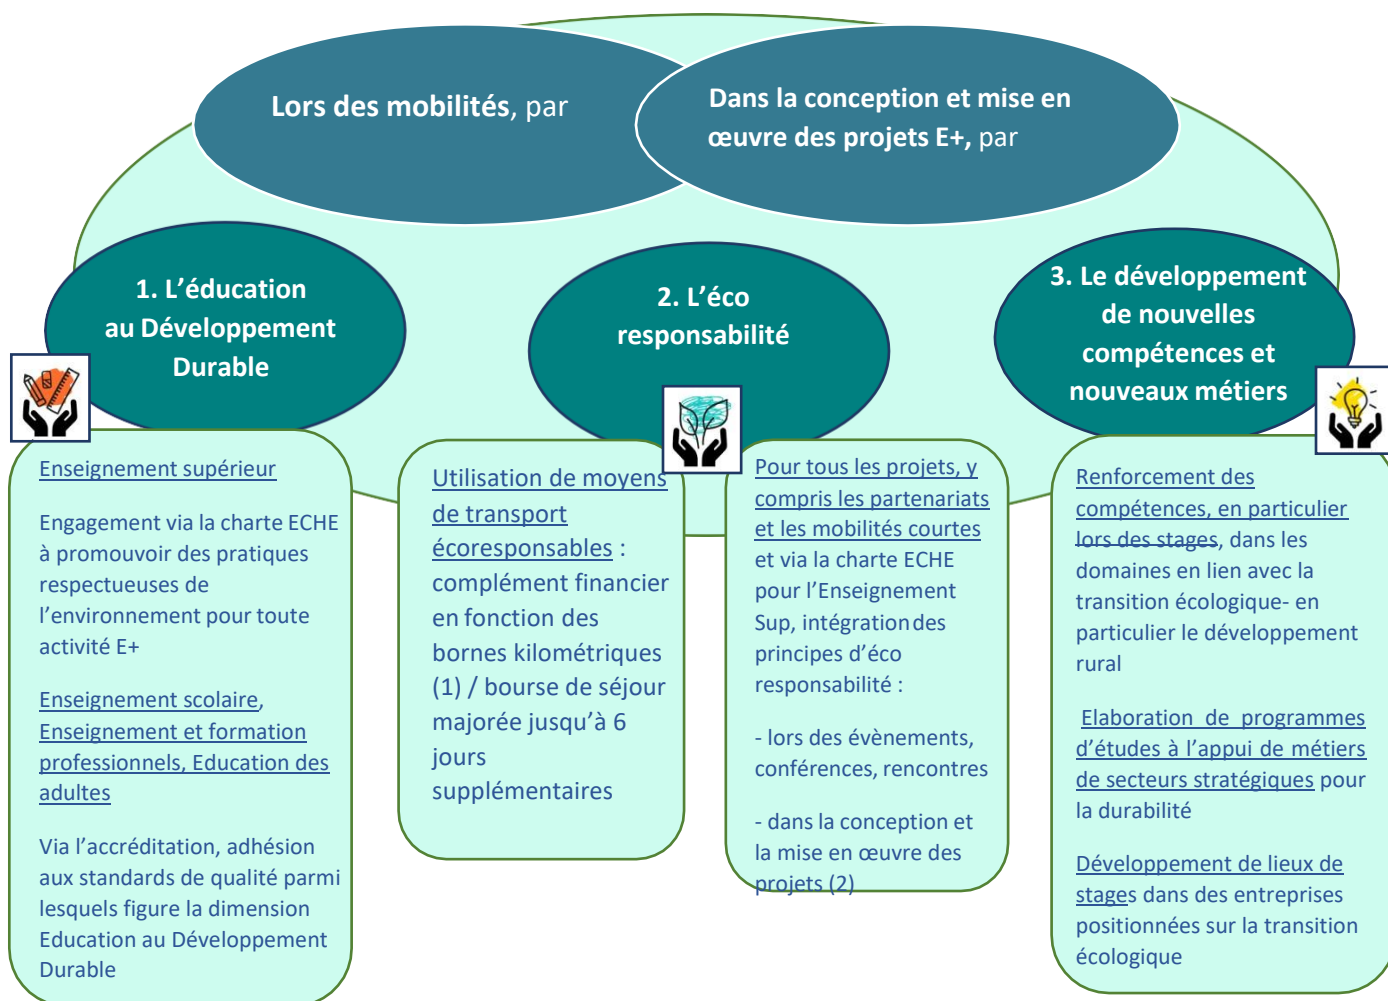 Lors des mobilités, par
Dans la conception et mise en
œuvre des projets E+, par
1. L’éducation
au Développement
Durable
2. L’éco
responsabilité
3. Le développement
de nouvelles
compétences et
nouveaux métiers
Enseignement supérieur
Engagement via la charte ECHE
à promouvoir des pratiques
respectueuses de
l’environnement pour toute
activité E+
Enseignement scolaire,
Enseignement et formation
professionnels, Education des
adultes
Via l’accréditation, adhésion
aux standards de qualité parmi
lesquels figure la dimension
Education au Développement
Durable
Utilisation de moyens
de transport
écoresponsables :
complément financier
en fonction des
bornes kilométriques
(1) / bourse de séjour
majorée jusqu’à 6
jours
supplémentaires
Pour tous les projets, y
compris les partenariats
et les mobilités courtes
et via la charte ECHE
pour l’Enseignement
Sup, intégration des
principes d’éco
responsabilité :
- lors des évènements,
conférences, rencontres
- dans la conception et
la mise en œuvre des
projets (2)
Renforcement des
compétences, en particulier
lors des stages, dans les
domaines en lien avec la
transition écologique- en
particulier le développement
rural
Elaboration de programmes
d’études à l’appui de métiers
de secteurs stratégiques pour
la durabilité
Développement de lieux de
stages dans des entreprises
positionnées sur la transition
écologique